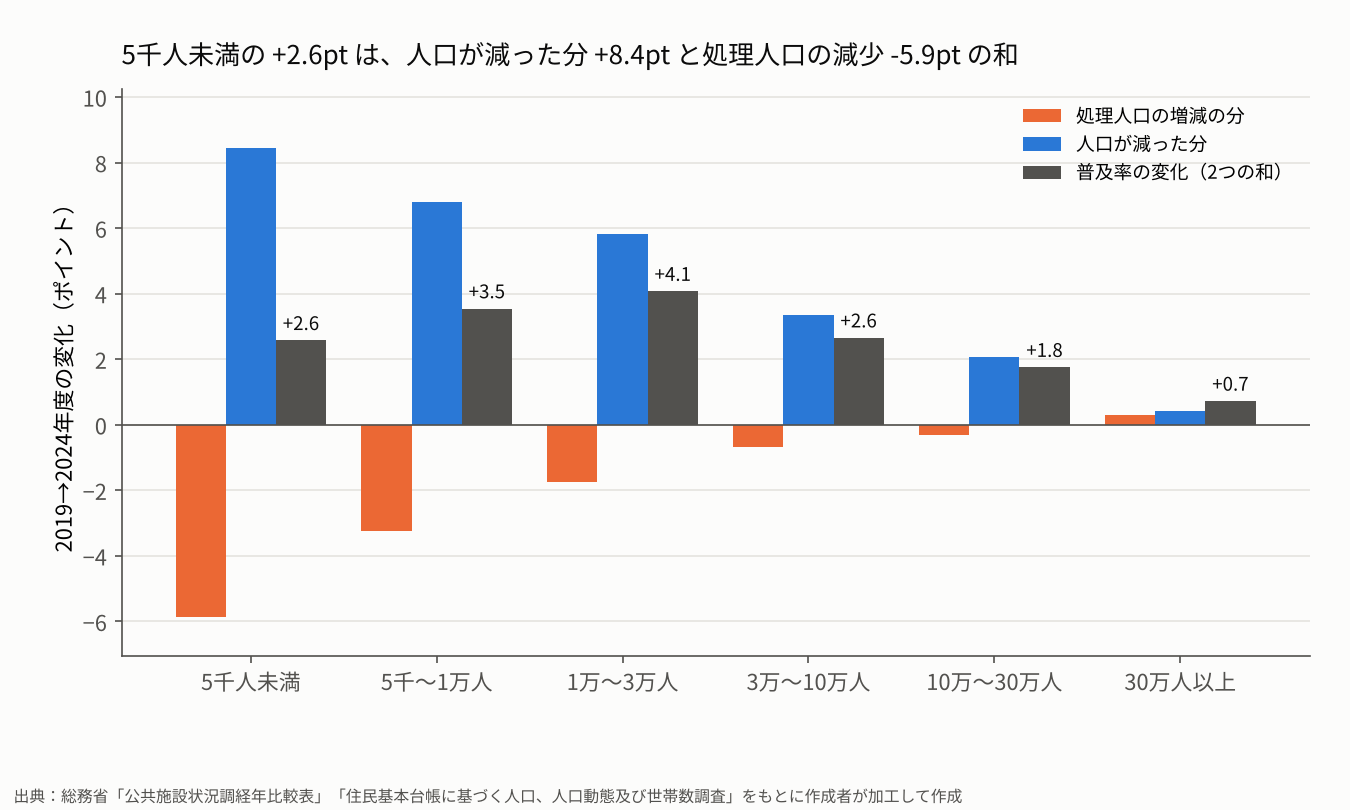 5千人未満の +2.6pt は、人口が減った分 +8.4pt と処理人口の減少 -5.9pt の和
処理人口の増減の分
人口が減った分
普及率の変化（2つの和）
2019→2024年度の変化（ポイント）
10
8
6
4
2
0
−2
−4
−6
+2.6
+3.5
+4.1
+2.6
+1.8
+0.7
5千人未満
5千～1万人
1万～3万人
3万～10万人
10万～30万人
30万人以上
出典：総務省「公共施設状況調経年比較表」「住民基本台帳に基づく人口、人口動態及び世帯数調査」をもとに作成者が加工して作成